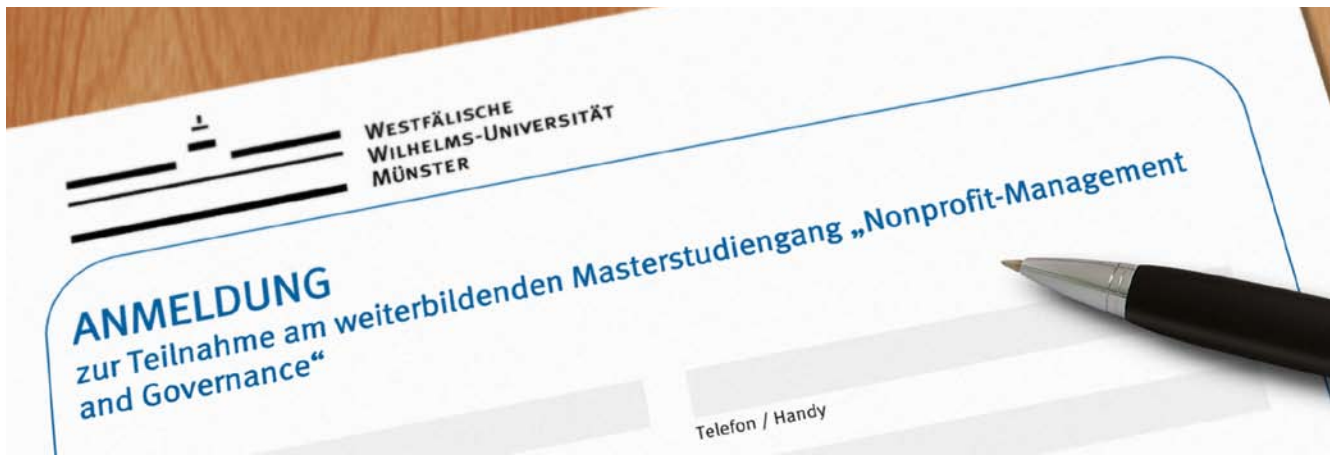 WESTFÄLISCHE
WILHELMS-UNIVERSITÄT
MÜNSTER
ANMELDUNG
zur Teilnahme am weiterbildenden Masterstudiengang „Nonprofit-Management
and Governance“
Telefon / Handy